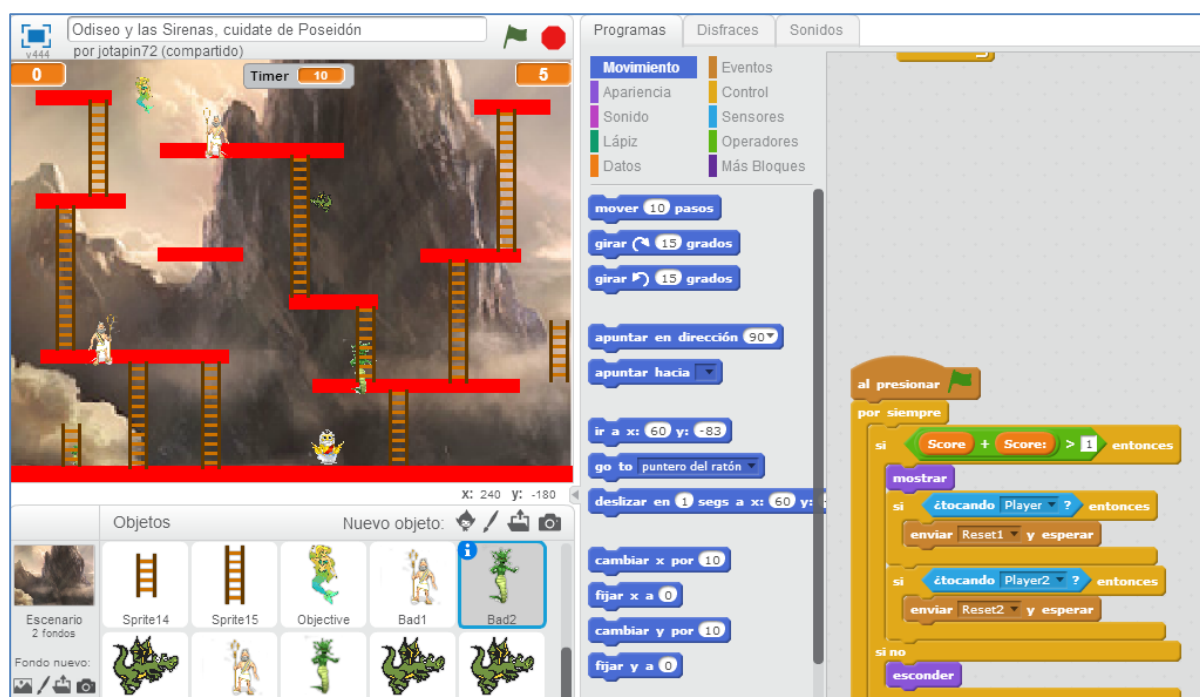 Odiseo y las Sirenas, cuidate de Poseidón
v444
por jotapin72 (compartido)
0
Timer 10
5
x: 240 y: -180
Objetos
Nuevo objeto:
Escenario
2 fondos
Fondo nuevo:
Sprite14
Sprite15
Objective
Bad1
Bad2
Programas
Disfraces
Sonidos
Movimiento
Eventos
Apariencia
Control
Sonido
Sensores
Lápiz
Operadores
Datos
Más Bloques
mover 10 pasos
girar 15 grados
girar 15 grados
apuntar en dirección 90
apuntar hacia
ir a x: 60 y: -83
go to puntero del ratón
deslizar en 1 segs a x: 60 y:
cambiar x por 10
fijar x a 0
cambiar y por 10
fijar y a 0
al presionar
por siempre
si Score + Score: > 1 entonces
mostrar
si ¿tocando Player ? entonces
enviar Reset1 y esperar
si ¿tocando Player2 ? entonces
enviar Reset2 y esperar
si no
esconder